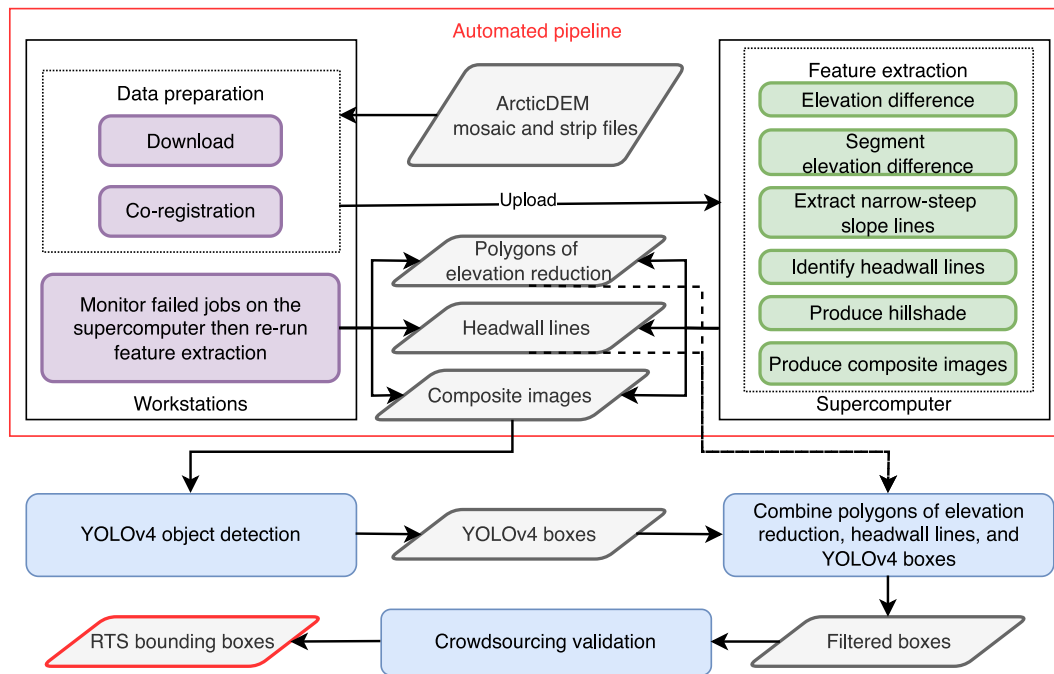 Automated pipeline
Data preparation
Download
Co-registration
Monitor failed jobs on the
supercomputer then re-run
feature extraction
Workstations
ArcticDEM
mosaic and strip files
Upload
Polygons of
elevation reduction
Headwall lines
Composite images
Feature extraction
Elevation difference
Segment
elevation difference
Extract narrow-steep
slope lines
Identify headwall lines
Produce hillshade
Produce composite images
Supercomputer
YOLOv4 object detection
YOLOv4 boxes
Combine polygons of elevation
reduction, headwall lines, and
YOLOv4 boxes
RTS bounding boxes
Crowdsourcing validation
Filtered boxes